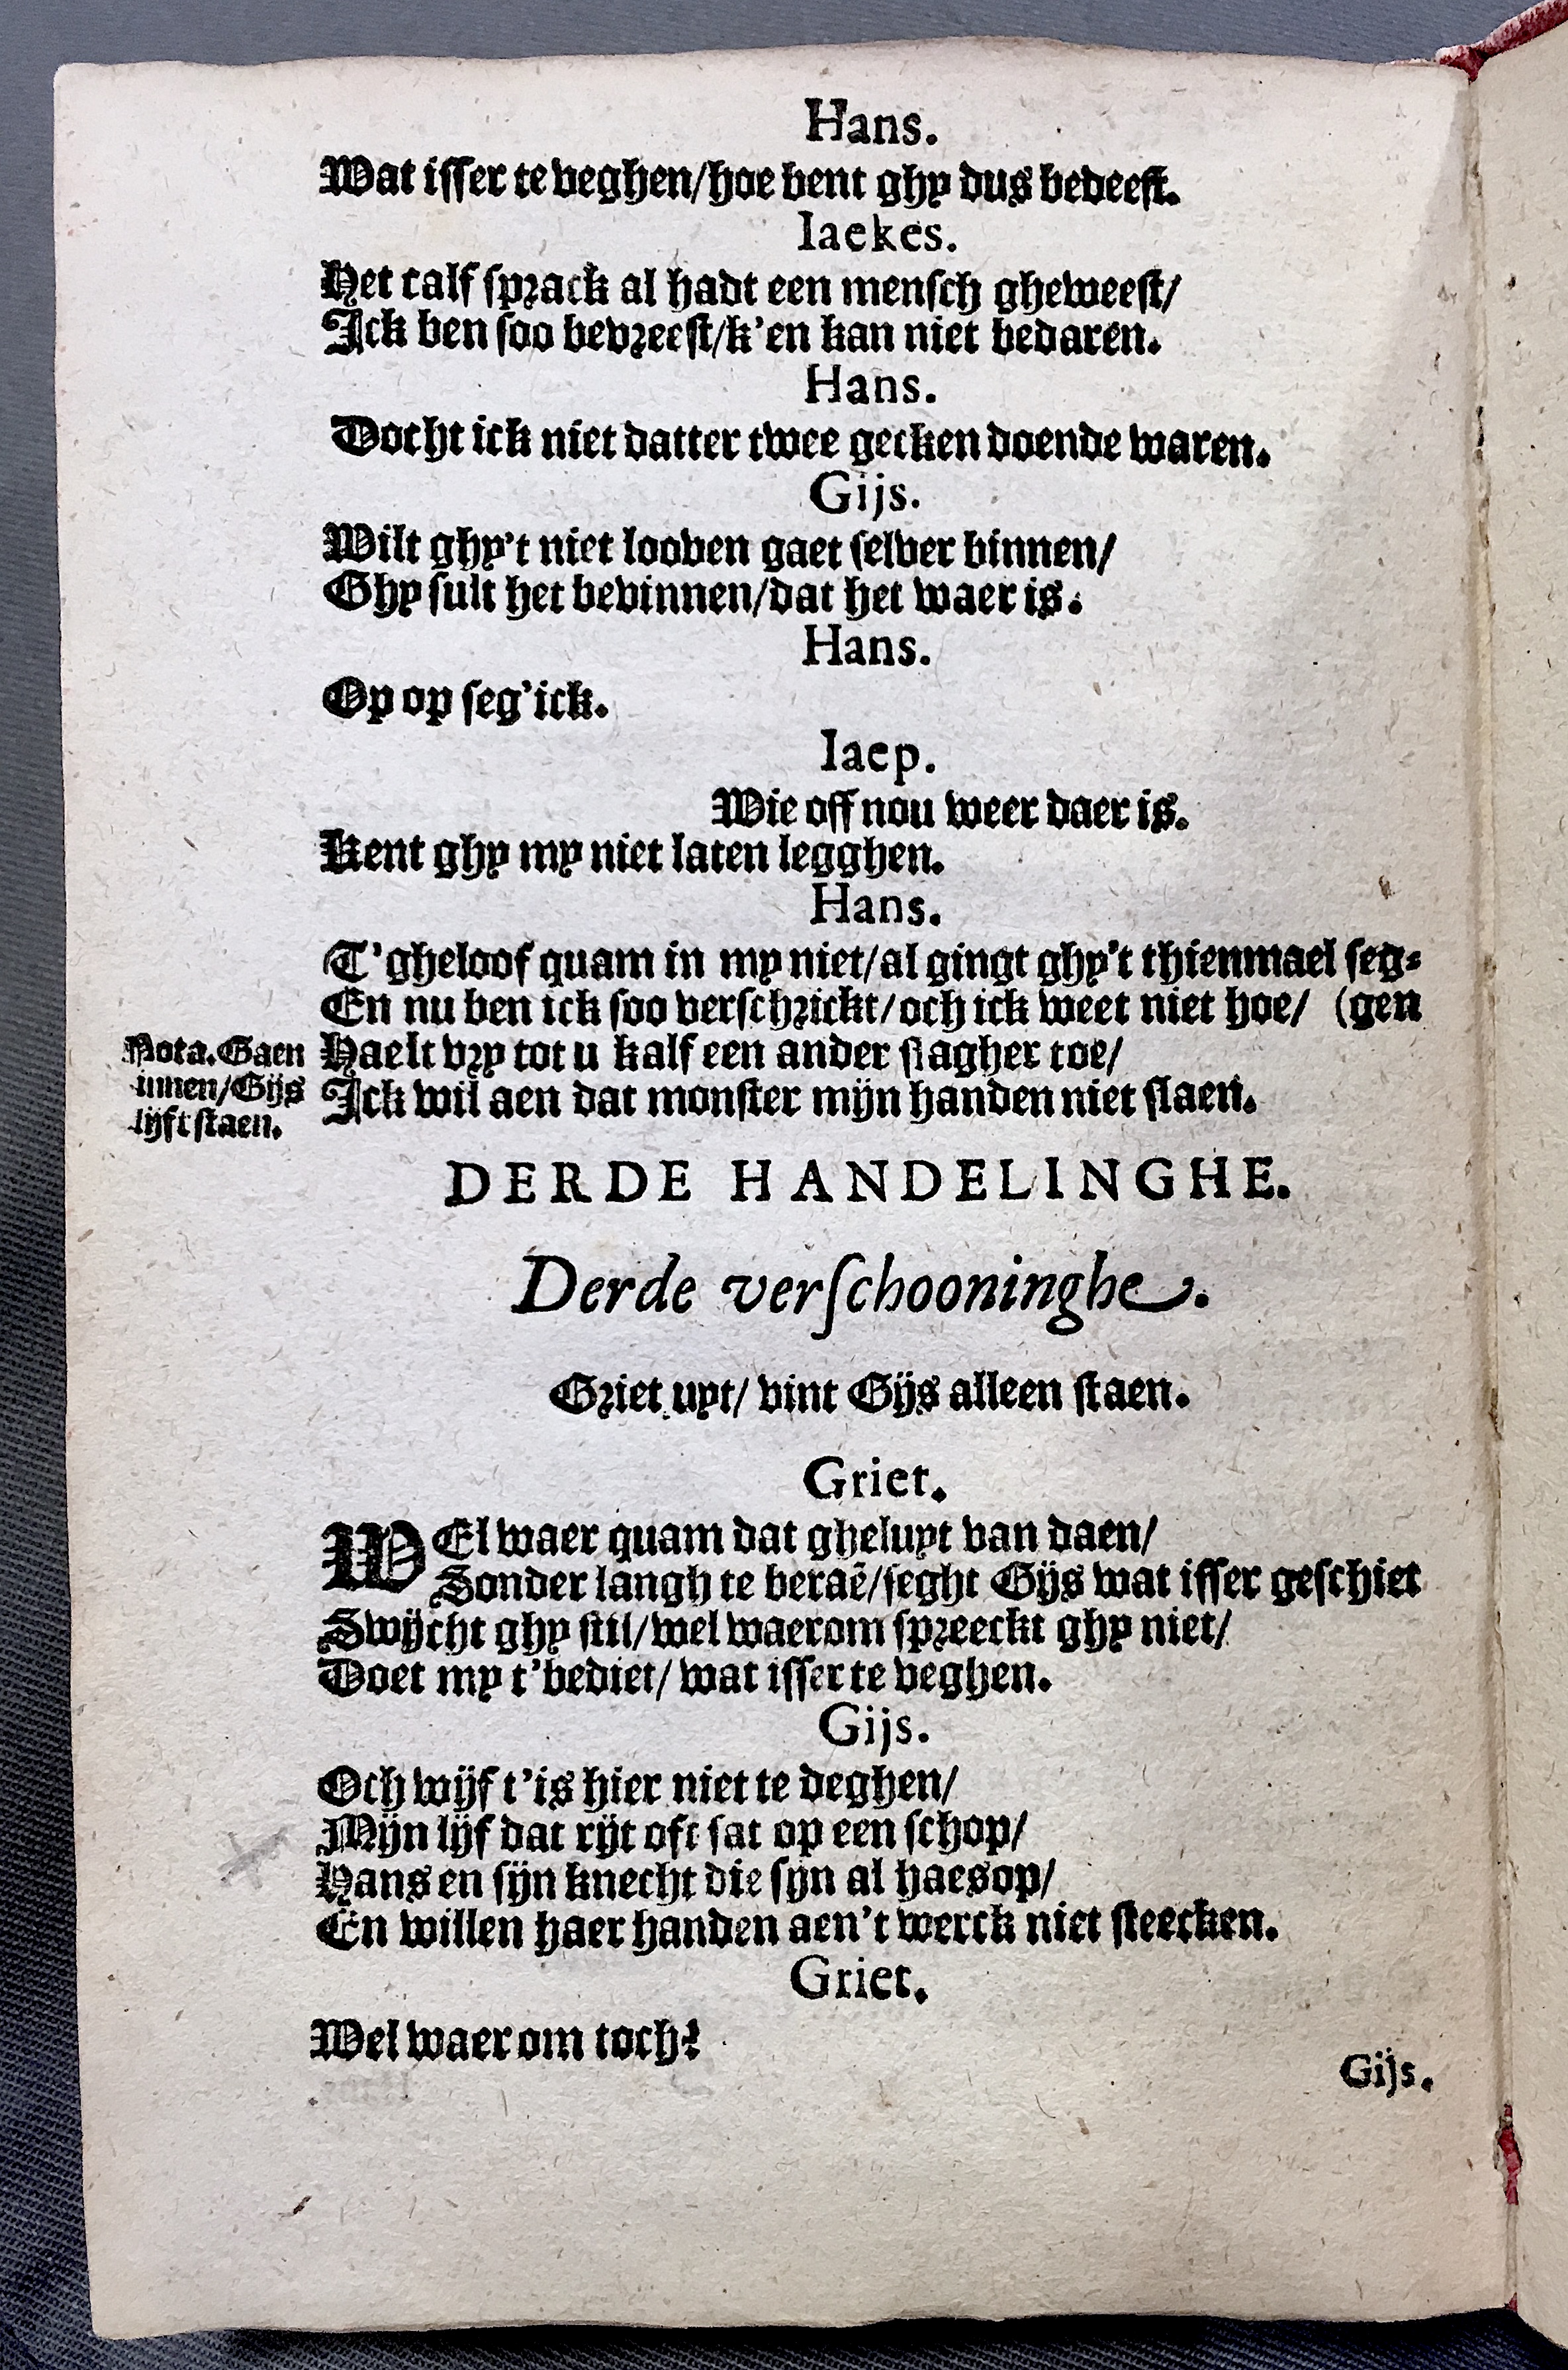 Hans.
Wat isser te veghen/hoe bent ghy dus bedeest.
Iaekes.
Het calf sprack al hadt een mensch gheweest/
Ick ben soo bevreest/k'en kan niet bedaren.
Hans.
Docht ick niet datter twee gecken doende waren.
Gijs.
Wilt ghy't niet looven gaet selver binnen/
Ghy sult het bevinnen/dat het waer is.
Hans.
Op op seg'ick.
Iaep.
Wie off nou weer daer is.
Kent ghy my niet laten legghen.
Hans.
T'gheloof quam in my niet/al gingt ghy't thienmael seg-
En nu ben ick soo verschrickt/och ick weet niet hoe/ (gen
Haelt vry tot u kalf een ander slagher toe/
Ick wil aen dat monster mijn handen niet slaen.
Nota. Gaen
innen/Gijs
lijft staen.
DERDE HANDELINGHE.
Derde verschooninghe.
Griet uyt/ vint Gijs alleen staen.
Griet.
WEl waer quam dat gheluyt van daen/
Sonder langh te beraẽ/seght Gijs wat isser geschiet
Swijcht ghy stil/wel waerom spreeckt ghy niet/
Doet my t'bediet/ wat isser te veghen.
Gijs.
Och wijf t'is hier niet te deghen/
Mijn lijf dat rijt oft sat op een schop/
Hans en sijn knecht die sijn al haesop/
En willen haer handen aen't werck niet steecken.
Griet.
Wel waerom toch?
Gijs.